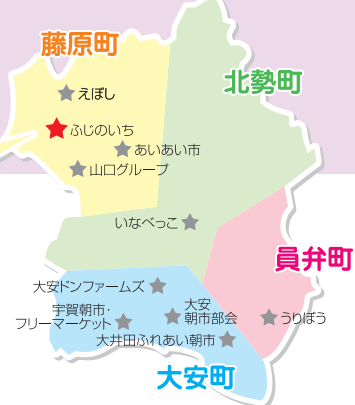 藤原町
北勢町
えぼし
ふじのいち
あいあい市
山口グループ
いなべっこ
員弁町
大安ドンファームズ
宇賀朝市・
フリーマーケット
大安
朝市部会
うりぼう
大井田ふれあい朝市
大安町